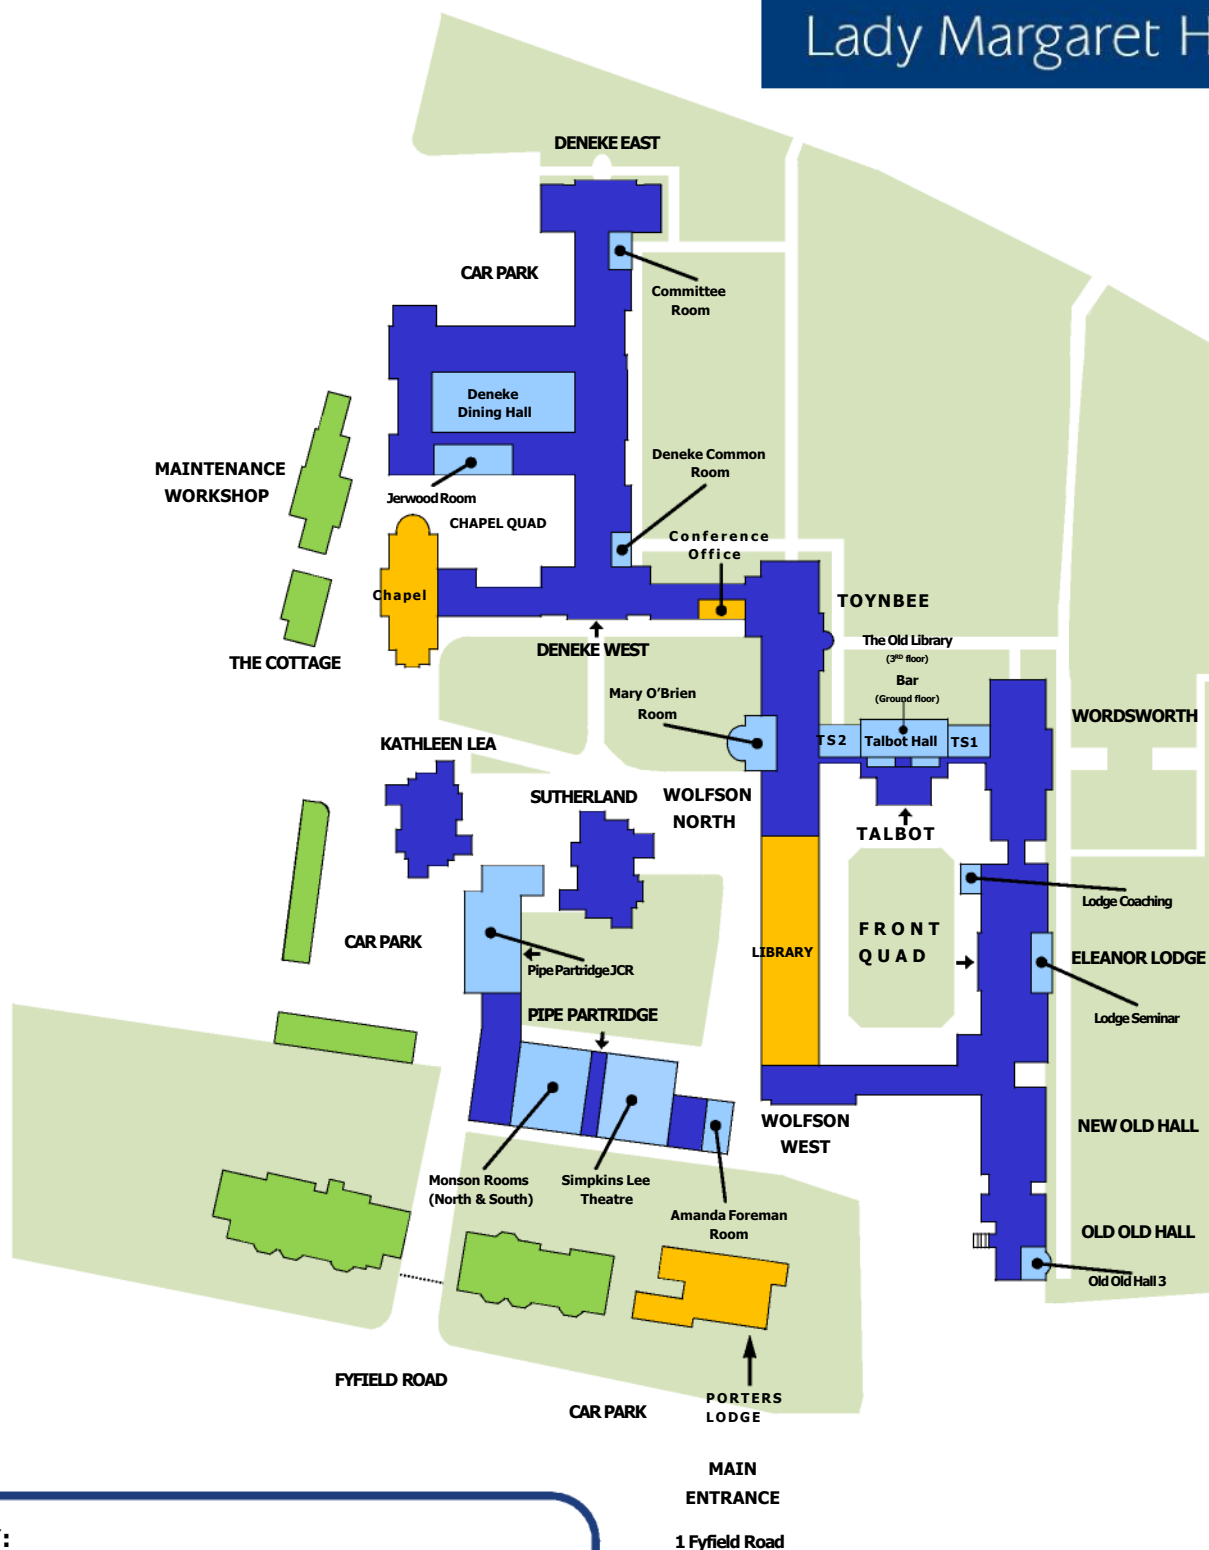 Lady Margaret H
DENEKE EAST
CAR PARK
Committee
Room
Deneke
Dining Hall
Deneke Common
Room
MAINTENANCE
WORKSHOP
Jerwood Room
CHAPEL QUAD
Conference
Office
Chapel
TOYNBEE
The Old Library
(3RD floor)
Bar
(Ground floor)
THE COTTAGE
DENEKE WEST
Mary O'Brien
Room
WORDSWORTH
TS2
Talbot Hall
TS1
KATHLEEN LEA
SUTHERLAND
WOLFSON
NORTH
TALBOT
Lodge Coaching
FRONT
QUAD
CAR PARK
LIBRARY
ELEANOR LODGE
Pipe Partridge JCR
PIPE PARTRIDGE
Lodge Seminar
WOLFSON
WEST
NEW OLD HALL
Monson Rooms
(North & South)
Simpkins Lee
Theatre
Amanda Foreman
Room
OLD OLD HALL
Old Old Hall 3
FYFIELD ROAD
CAR PARK
PORTERS
LODGE
MAIN
ENTRANCE
1 Fyfield Road